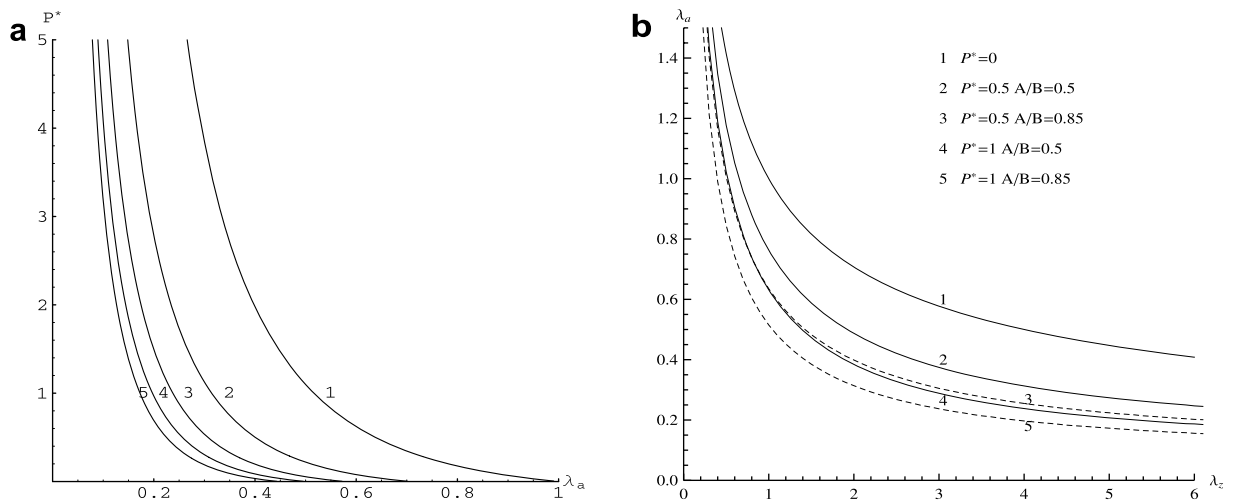 a
P*
5
4
3
2
1
5 4 3 2 1
0.2 0.4 0.6 0.8 1
λa
b
λa
1.4
1.2
1.0
0.8
0.6
0.4
0.2
0.0
1 P*=0
2 P*=0.5 A/B=0.5
3 P*=0.5 A/B=0.85
4 P*=1 A/B=0.5
5 P*=1 A/B=0.85
1
2
3
4
5
0 1 2 3 4 5 6
λz